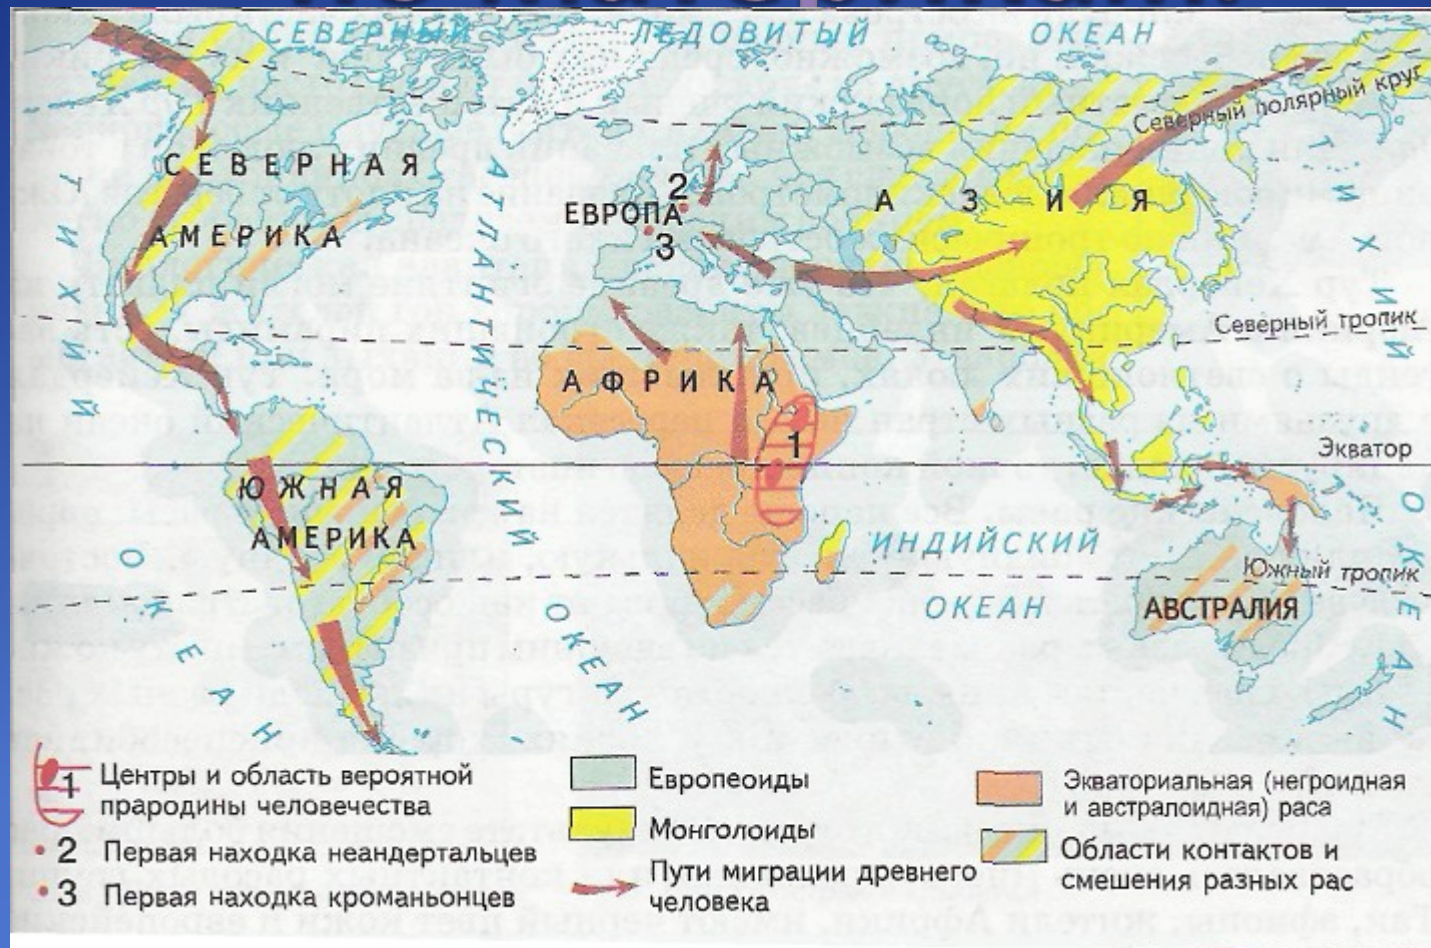 СЕВЕРНЫЙ ЛЕДОВИТЫЙ ОКЕАН
Северный полярный круг
СЕВЕРНАЯ
АМЕРИКА
АТЛАНТИЧЕСКИЙ
ОКЕАН
ТИХИЙ
ОКЕАН
2
ЕВРОПА
3
АЗИЯ
ТИХИЙ
ОКЕАН
Северный тропик
АФРИКА
1
Экватор
ЮЖНАЯ
АМЕРИКА
ИНДИЙСКИЙ
ОКЕАН
Южный тропик
АВСТРАЛИЯ
1 Центры и область вероятной
прародины человечества
• 2 Первая находка неандертальцев
• 3 Первая находка кроманьонцев
Европеоиды
Монголоиды
Пути миграции древнего
человека
Экваториальная (негроидная
и австралоидная) раса
Области контактов и
смешения разных рас